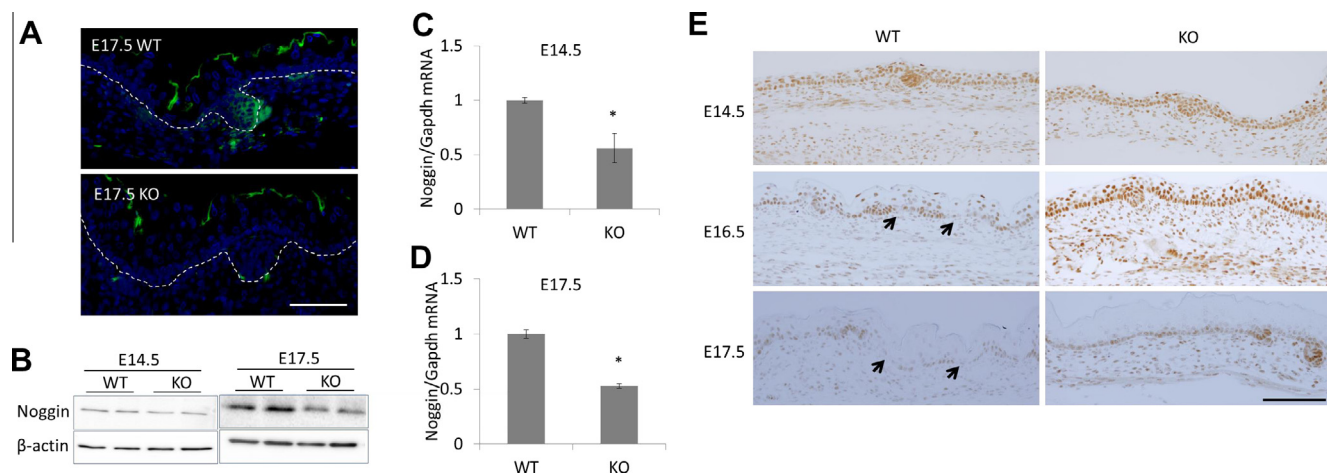 A
E17.5 WT
E17.5 KO
B
E14.5
E17.5
WT
KO
WT
KO
Noggin
β-actin
C
E14.5
Noggin/Gapdh mRNA
1.5
1
0.5
0
*
WT
KO
D
E17.5
Noggin/Gapdh mRNA
1.5
1
0.5
0
*
WT
KO
E
WT
KO
E14.5
E16.5
E17.5